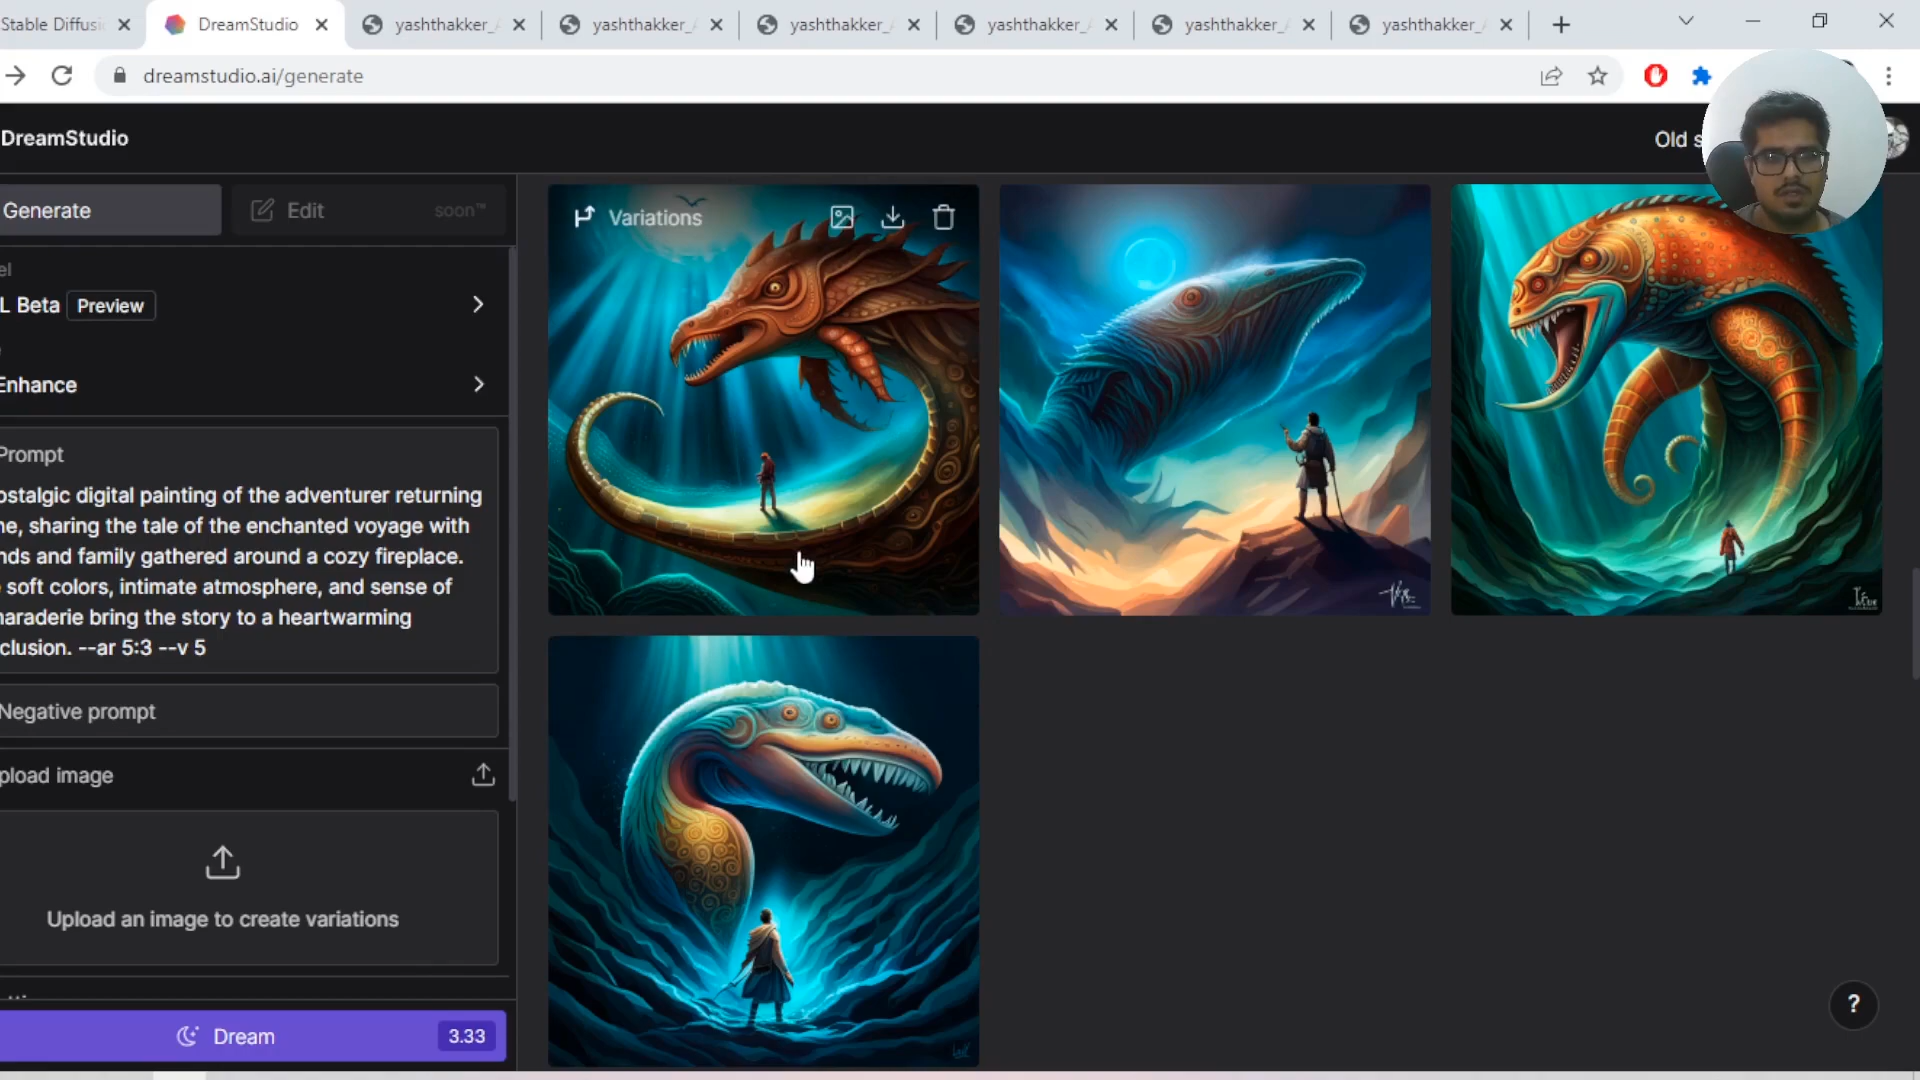 Stable Diffusi
DreamStudio
yashthakker_
yashthakker_
yashthakker_
yashthakker_
yashthakker_
yashthakker_
dreamstudio.ai/generate
DreamStudio
Old s
Generate
Edit
soon™
el
L Beta
Preview
Enhance
Prompt
ostalgic digital painting of the adventurer returning
me, sharing the tale of the enchanted voyage with
nds and family gathered around a cozy fireplace.
soft colors, intimate atmosphere, and sense of
naraderie bring the story to a heartwarming
clusion. --ar 5:3 --v 5
Negative prompt
pload image
Upload an image to create variations
Dream
3.33
Variations
?